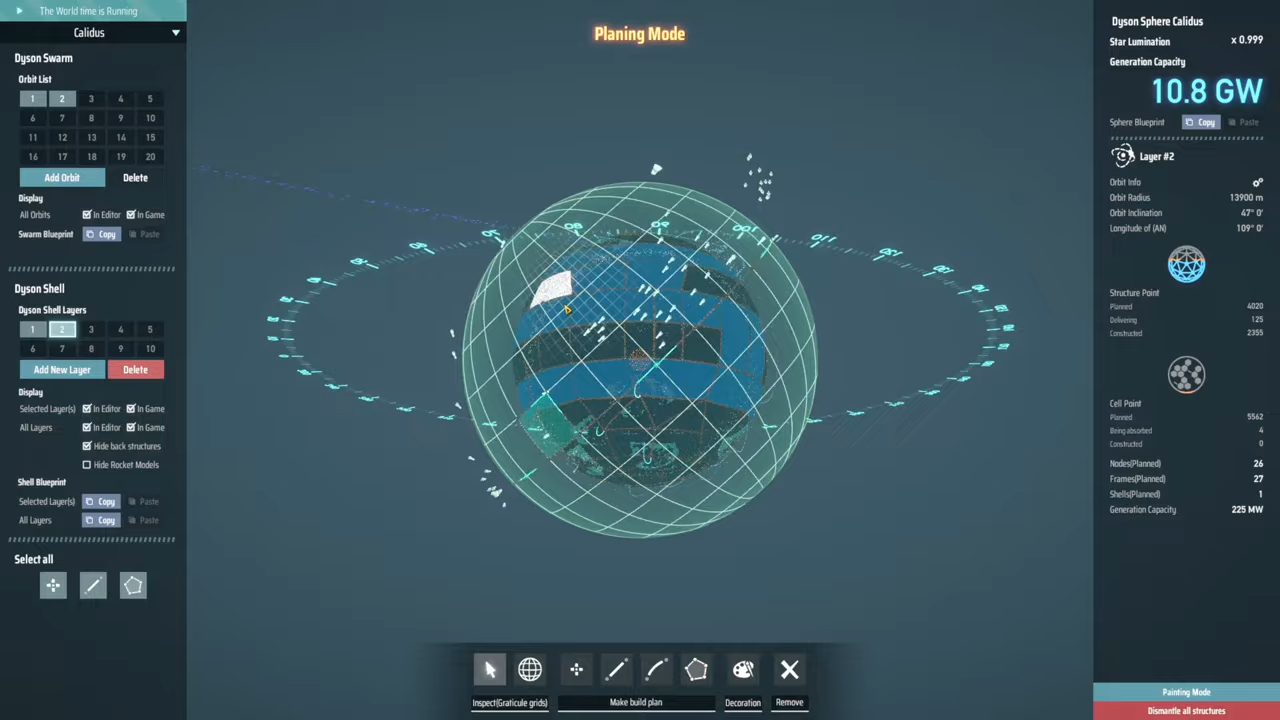 The World time is Running
Calidus
Dyson Swarm
Orbit List
1 2 3 4 5
6 7 8 9 10
11 12 13 14 15
16 17 18 19 20
Add Orbit Delete
Display
All Orbits In Editor In Game
Swarm Blueprint Copy Paste
Dyson Shell
Dyson Shell Layers
1 2 3 4 5
6 7 8 9 10
Add New Layer Delete
Display
Selected Layer(s) In Editor In Game
All Layers In Editor In Game
Hide back structures
Hide Rocket Models
Shell Blueprint
Selected Layer(s) Copy Paste
All Layers Copy Paste
Select all
Planing Mode
Inspect(Graticule grids) Make build plan Decoration Remove
Dyson Sphere Calidus
Star Lumination x 0.999
Generation Capacity
10.8 GW
Sphere Blueprint Copy Paste
Layer #2
Orbit Info
Orbit Radius 13900 m
Orbit Inclination 47° 0'
Longitude of (AN) 109° 0'
Structure Point
Planned 4020
Delivering 125
Constructed 2355
Cell Point
Planned 5562
Being absorbed 4
Constructed 0
Nodes(Planned) 26
Frames(Planned) 27
Shells(Planned) 1
Generation Capacity 225 MW
Painting Mode
Dismantle all structures